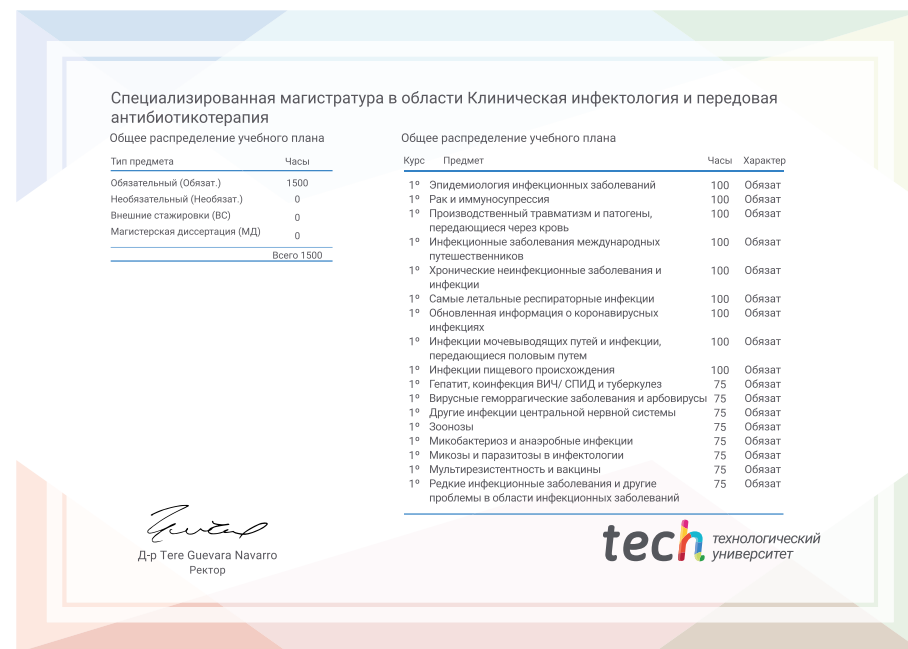 Специализированная магистратура в области Клиническая инфектология и передовая
антибиотикотерапия
Общее распределение учебного плана
Тип предмета Часы
Обязательный (Обязат.) 1500
Необязательный (Необязат.) 0
Внешние стажировки (ВС) 0
Магистерская диссертация (МД) 0
Всего 1500
Общее распределение учебного плана
Курс Предмет Часы Характер
1º Эпидемиология инфекционных заболеваний 100 Обязат
1º Рак и иммуносупрессия 100 Обязат
1º Производственный травматизм и патогены, 100 Обязат
передающиеся через кровь
1º Инфекционные заболевания международных 100 Обязат
путешественников
1º Хронические неинфекционные заболевания и 100 Обязат
инфекции
1º Самые летальные респираторные инфекции 100 Обязат
1º Обновленная информация о коронавирусных 100 Обязат
инфекциях
1º Инфекции мочевыводящих путей и инфекции, 100 Обязат
передающиеся половым путем
1º Инфекции пищевого происхождения 100 Обязат
1º Гепатит, коинфекция ВИЧ/ СПИД и туберкулез 75 Обязат
1º Вирусные геморрагические заболевания и арбовирусы 75 Обязат
1º Другие инфекции центральной нервной системы 75 Обязат
1º Зоонозы 75 Обязат
1º Микобактериоз и анаэробные инфекции 75 Обязат
1º Микозы и паразитозы в инфектологии 75 Обязат
1º Мультирезистентность и вакцины 75 Обязат
1º Редкие инфекционные заболевания и другие 75 Обязат
проблемы в области инфекционных заболеваний
Д-р Tere Guevara Navarro
Ректор
tech технологический
университет